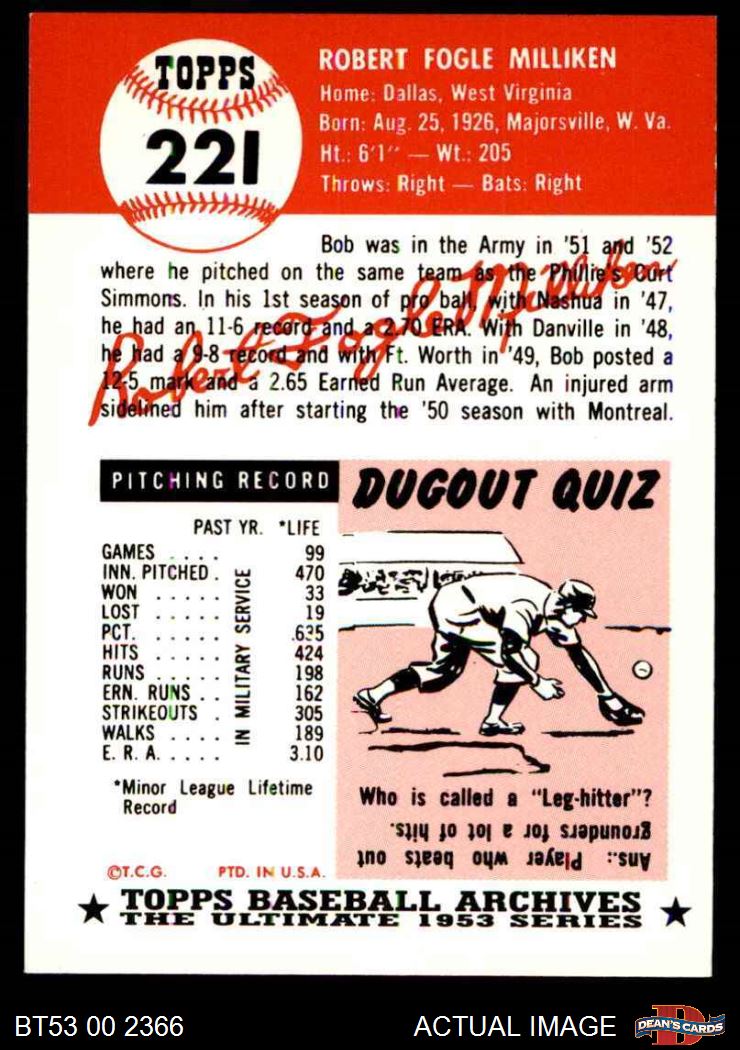 TOPPS
221
ROBERT FOGLE MILLIKEN
Home: Dallas, West Virginia
Born: Aug. 25, 1926, Majorsville, W. Va.
Ht.: 6'1" — Wt.: 205
Throws: Right — Bats: Right
Bob was in the Army in '51 and '52
where he pitched on the same team as the Phillie's Curt
Simmons. In his 1st season of pro ball, with Nashua in '47,
he had an 11-6 record and a 2.70 ERA. With Danville in '48,
he had a 9-8 record and with Ft. Worth in '49, Bob posted a
12-5 mark and a 2.65 Earned Run Average. An injured arm
sidelined him after starting the '50 season with Montreal.
Robert Fogle Milliken
PITCHING RECORD
PAST YR. *LIFE
GAMES . . . . 99
INN. PITCHED . 470
WON . . . . . 33
LOST . . . . . 19
PCT. . . . . . .635
HITS . . . . . 424
RUNS . . . . . 198
ERN. RUNS . . 162
STRIKEOUTS . 305
WALKS . . . . 189
E. R. A. . . . . . 3.10
IN MILITARY SERVICE
*Minor League Lifetime
Record
DUGOUT QUIZ
Who is called a "Leg-hitter"?
Ans.: Player who beats out
grounders for a lot of hits.
©T.C.G. PTD. IN U.S.A.
★ TOPPS BASEBALL ARCHIVES ★
THE ULTIMATE 1953 SERIES
BT53 00 2366
ACTUAL IMAGE
DEAN'S CARDS